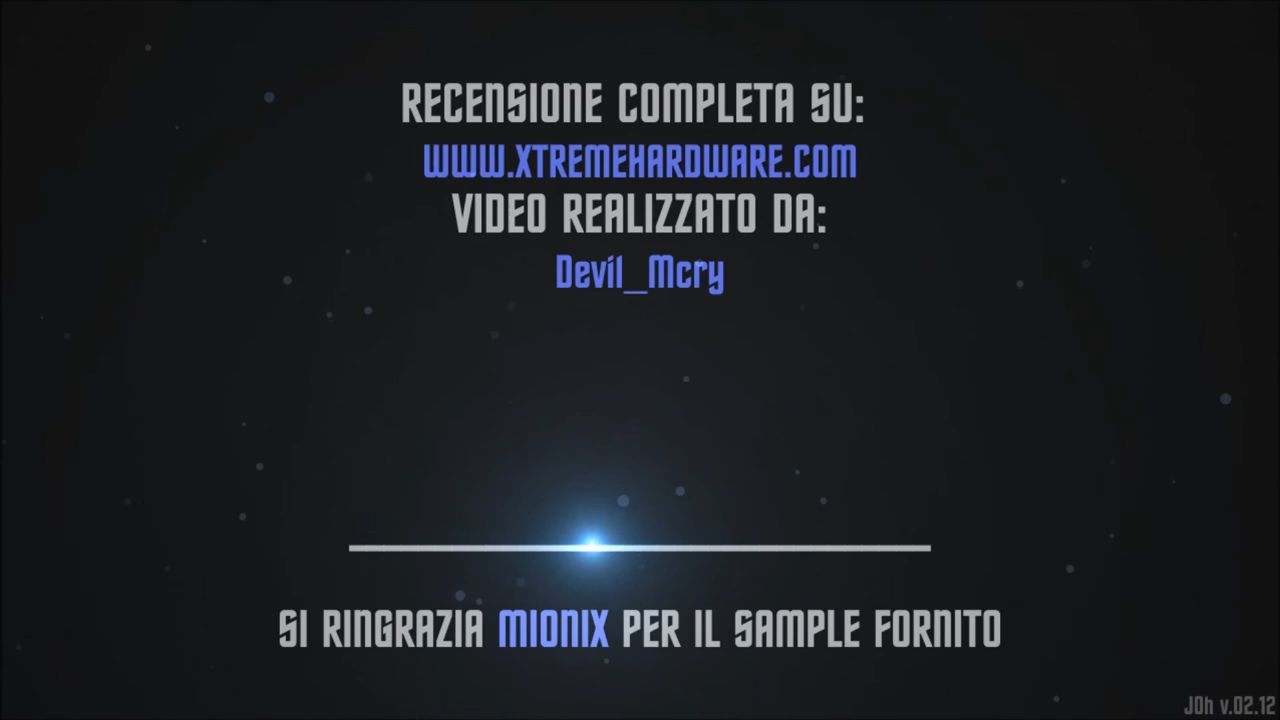 RECENSIONE COMPLETA SU:
WWW.XTREMEHARDWARE.COM
VIDEO REALIZZATO DA:
Devil_Mcry
SI RINGRAZIA MIONIX PER IL SAMPLE FORNITO
J0h v.02.12